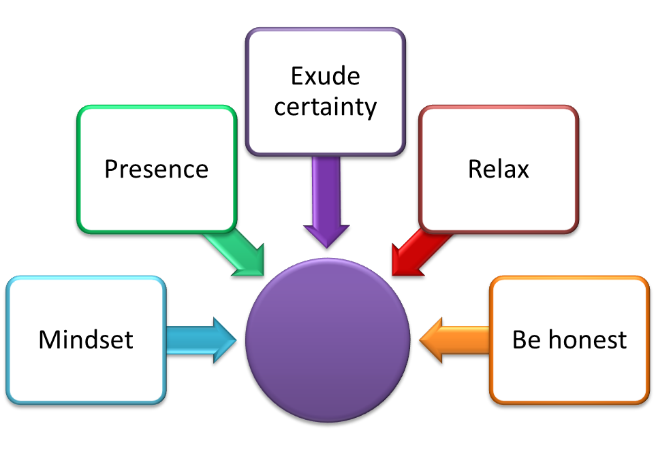 Exude
certainty
Presence
Relax
Mindset
Be honest